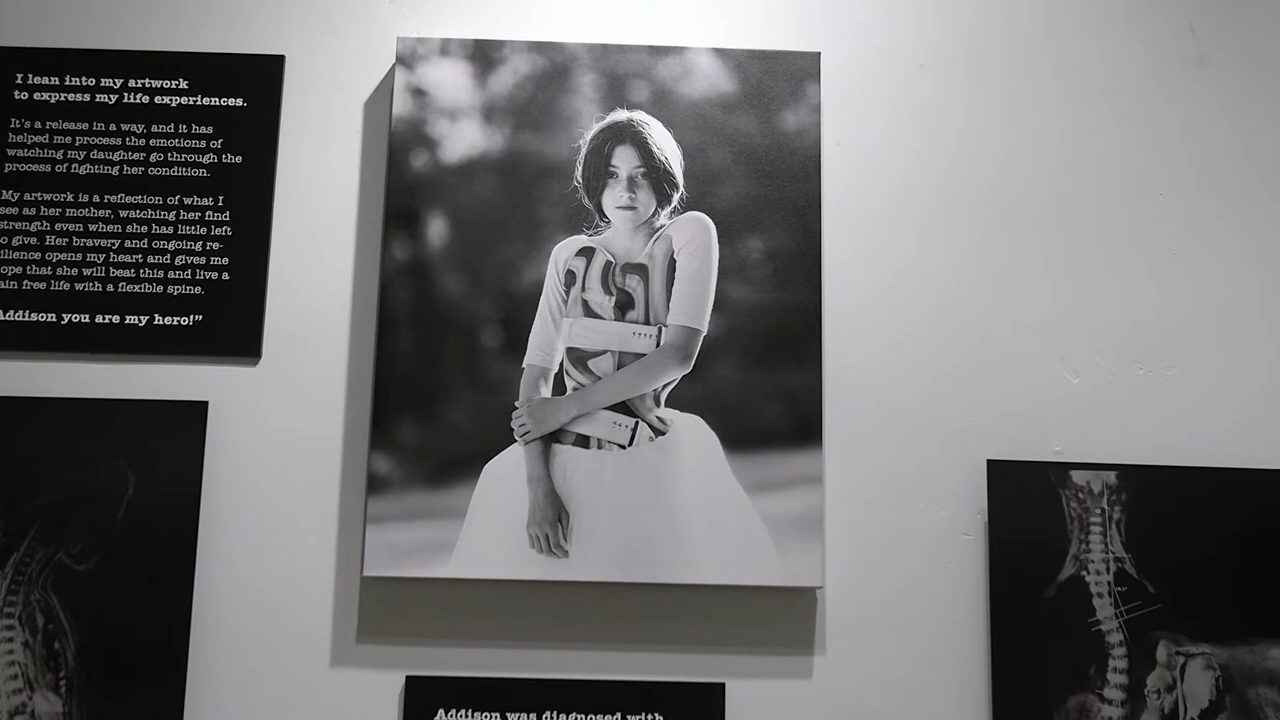 I lean into my artwork
to express my life experiences.
It's a release in a way, and it has
helped me process the emotions of
watching my daughter go through the
process of fighting her condition.
My artwork is a reflection of what I
see as her mother, watching her find
strength even when she has little left
o give. Her bravery and ongoing re-
ilience opens my heart and gives me
ope that she will beat this and live a
ain free life with a flexible spine.
Addison you are my hero!"
Addison was diagnosed with